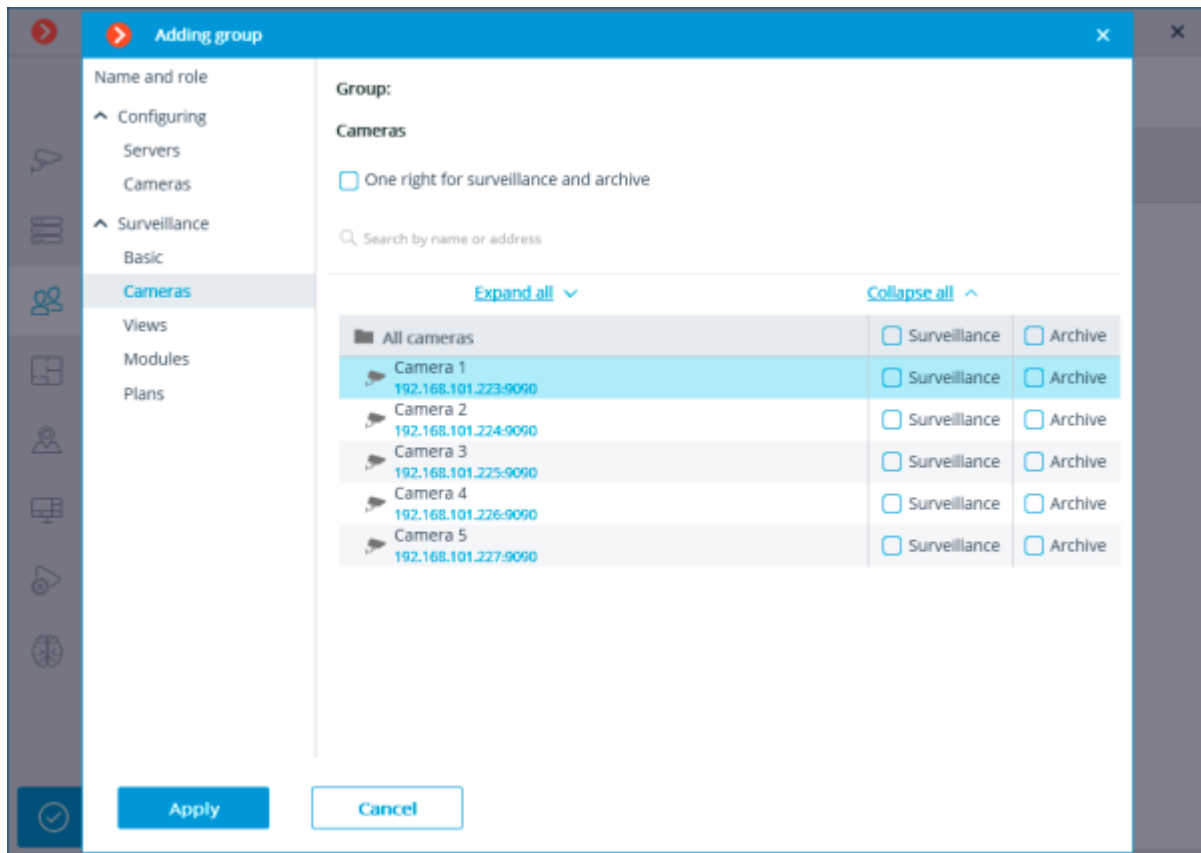 Adding group
Name and role
Configuring
Servers
Cameras
Surveillance
Basic
Cameras
Views
Modules
Plans
Group:
Cameras
One right for surveillance and archive
Search by name or address
Expand all Collapse all
All cameras Surveillance Archive
Camera 1
192.168.101.223:9090 Surveillance Archive
Camera 2
192.168.101.224:9090 Surveillance Archive
Camera 3
192.168.101.225:9090 Surveillance Archive
Camera 4
192.168.101.226:9090 Surveillance Archive
Camera 5
192.168.101.227:9090 Surveillance Archive
Apply Cancel